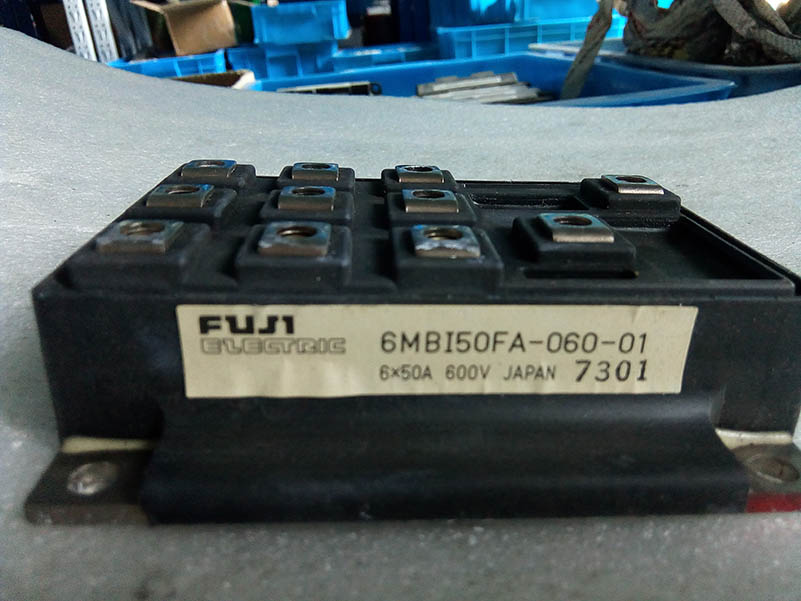 FUJI
ELECTRIC
6MBI50FA-060-01
6×50A 600V JAPAN 7301